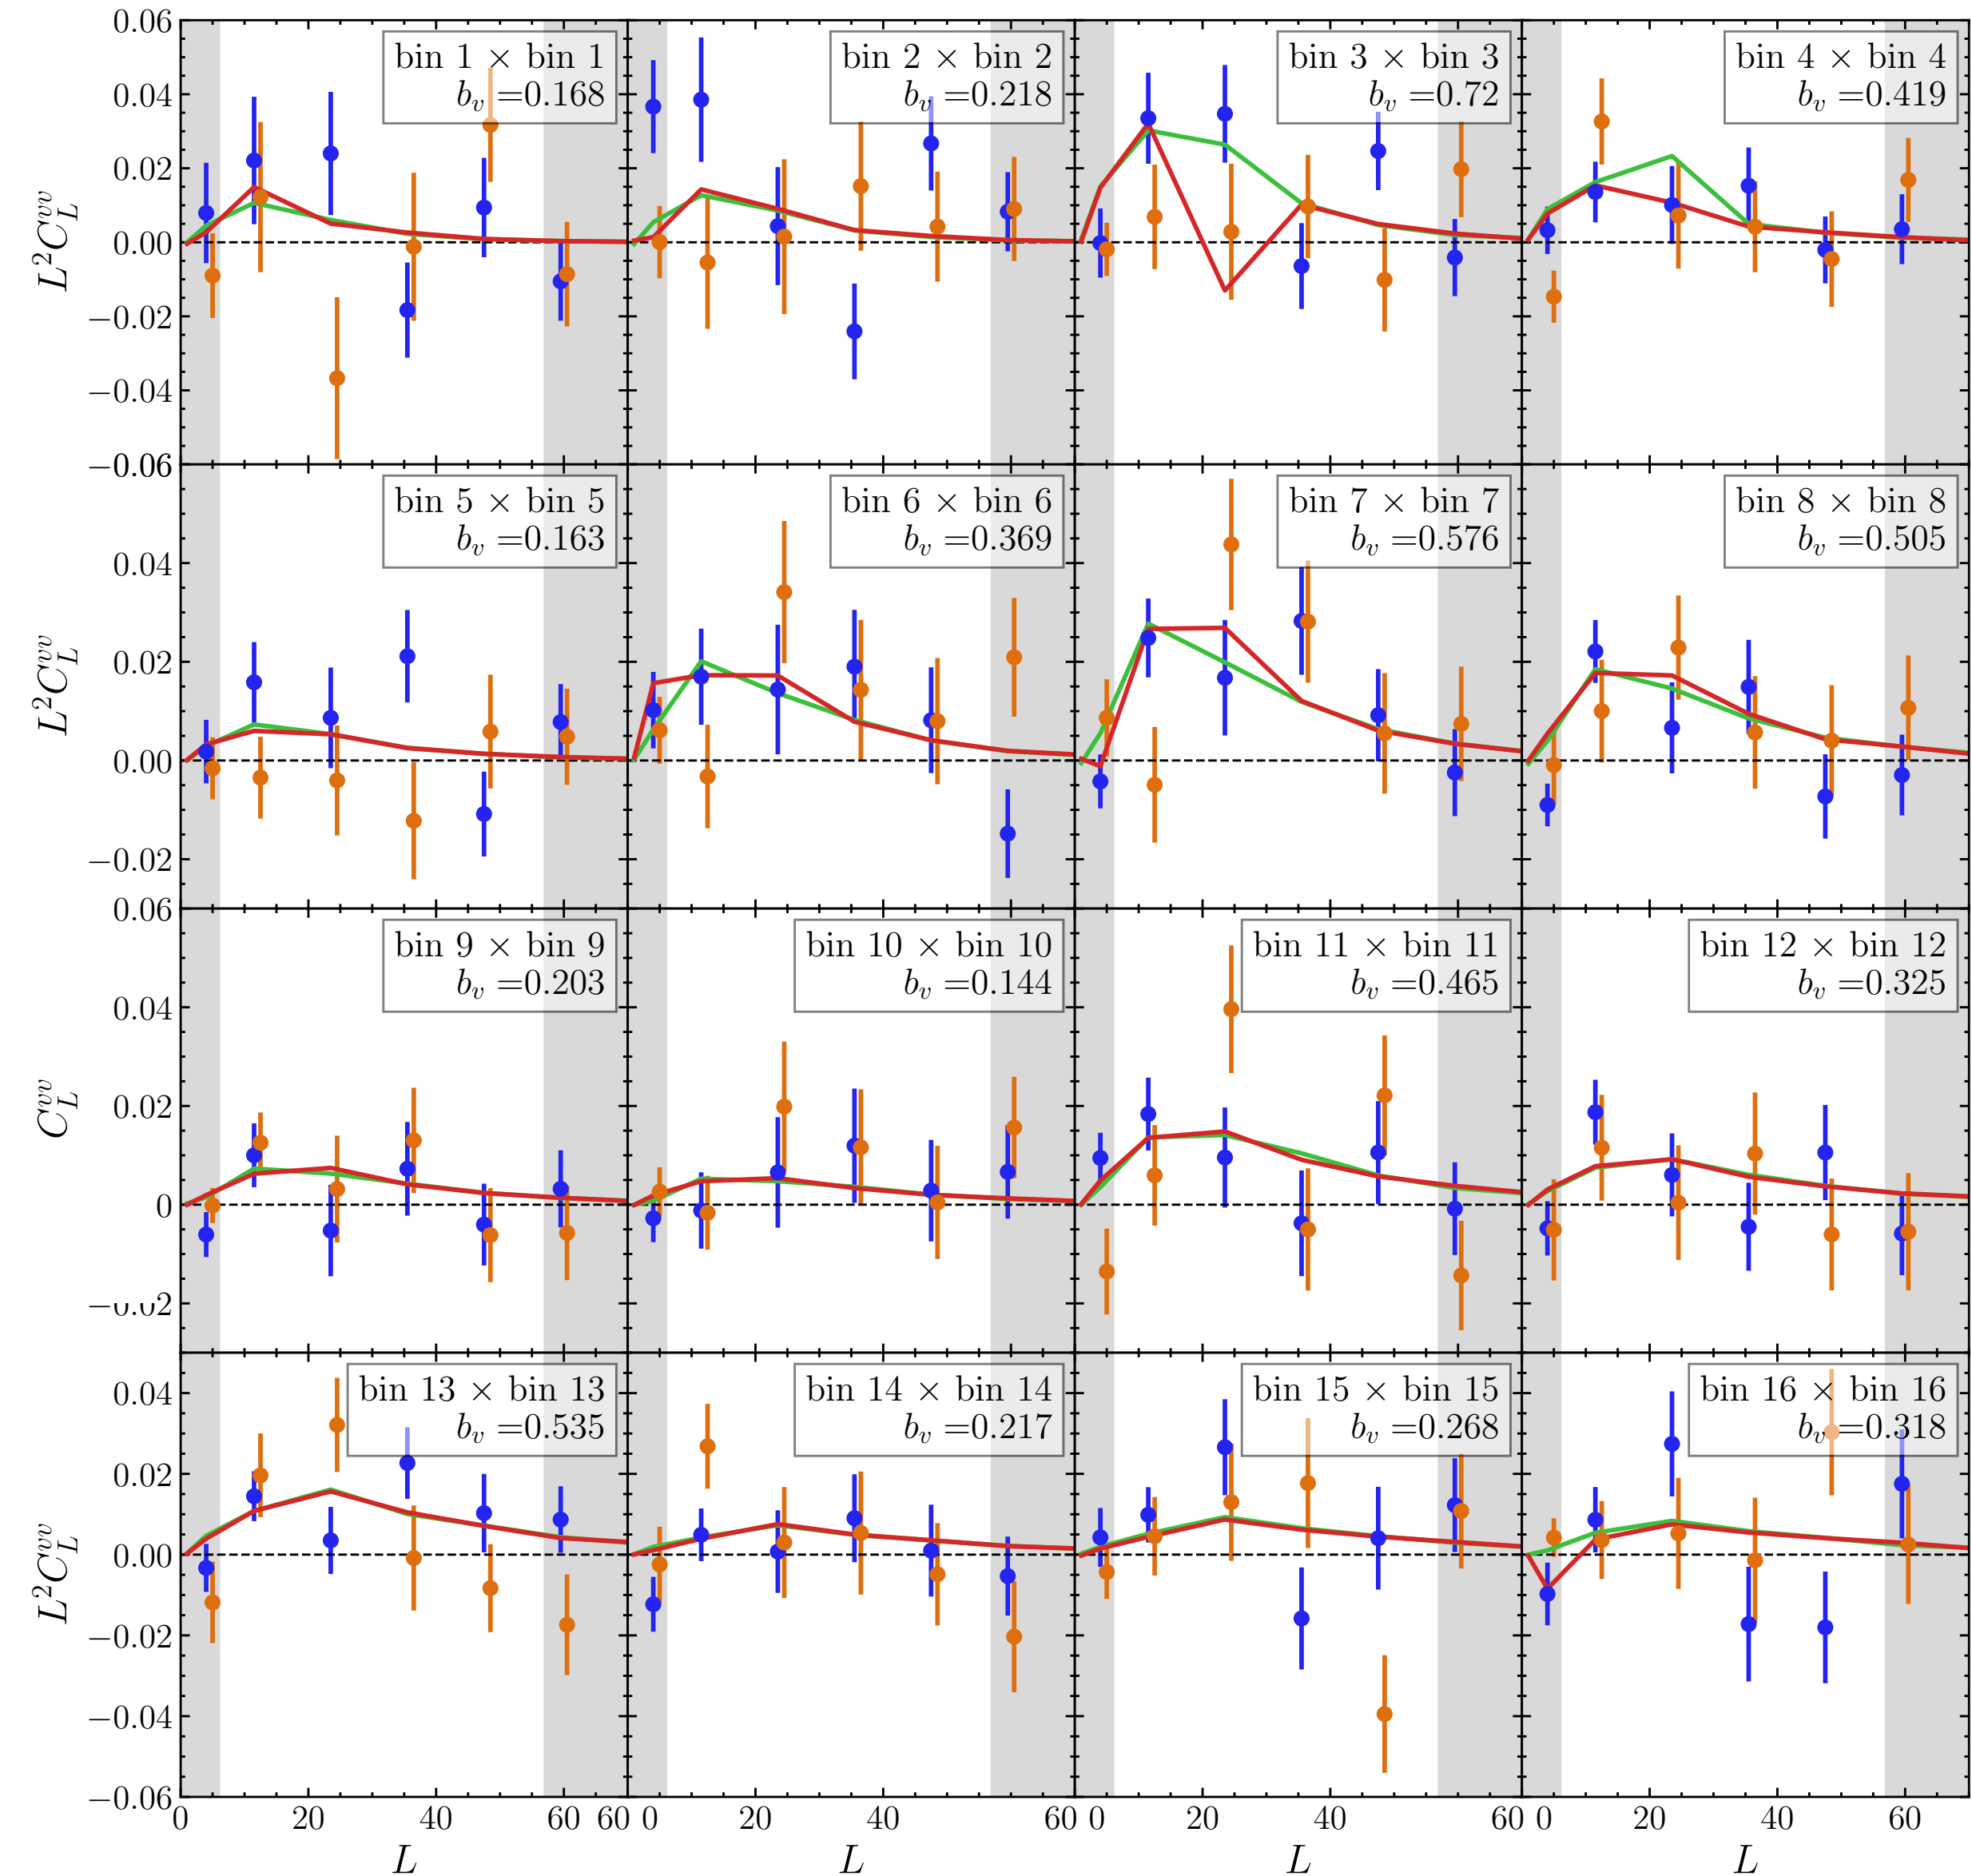 0.06
0.04
0.02
0.00
−0.02
−0.04
−0.06
L²C_L^{vv}
bin 1 × bin 1
b_v =0.168
bin 2 × bin 2
b_v =0.218
bin 3 × bin 3
b_v =0.72
bin 4 × bin 4
b_v =0.419
0.04
0.02
0.00
−0.02
L²C_L^{vv}
bin 5 × bin 5
b_v =0.163
bin 6 × bin 6
b_v =0.369
bin 7 × bin 7
b_v =0.576
bin 8 × bin 8
b_v =0.505
0.06
0.04
0.02
0
−0.02
C_L^{vv}
bin 9 × bin 9
b_v =0.203
bin 10 × bin 10
b_v =0.144
bin 11 × bin 11
b_v =0.465
bin 12 × bin 12
b_v =0.325
0.04
0.02
0.00
−0.02
−0.04
−0.06
L²C_L^{vv}
bin 13 × bin 13
b_v =0.535
bin 14 × bin 14
b_v =0.217
bin 15 × bin 15
b_v =0.268
bin 16 × bin 16
b_v =0.318
0 20 40 60 60 0 20 40 60 0 20 40 60 0 20 40 60
L L L L